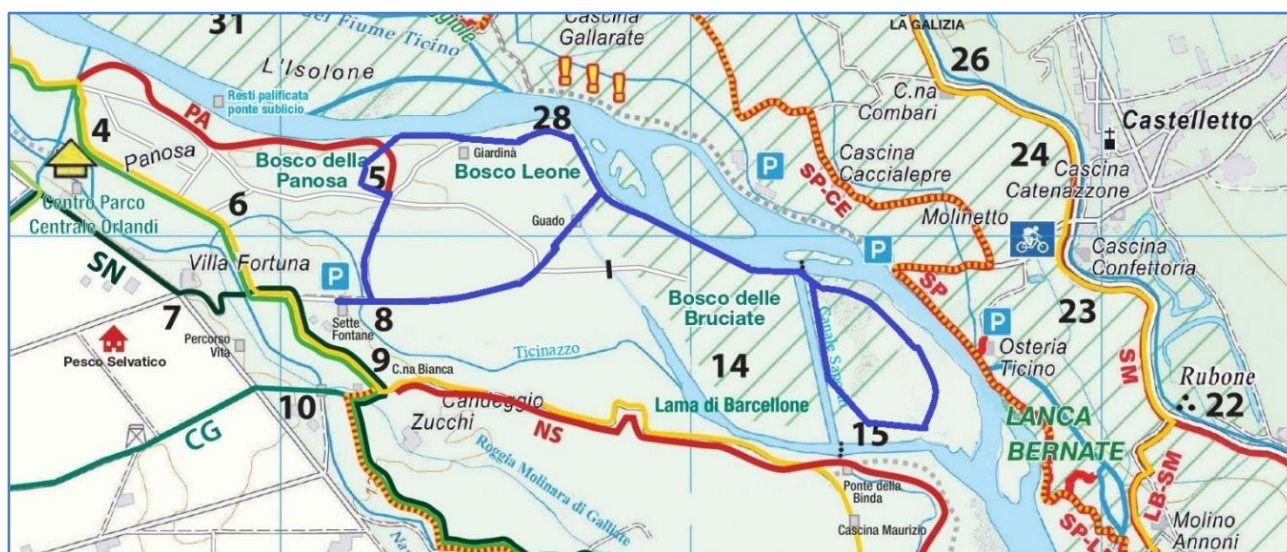 31
del Fiume Ticino
Cascina
Gallarate
LA GALIZIA
26
L'Isolone
Resti palificata
ponte sublicio
!
!
!
C.na
Combari
Castelletto
4
PA
28
24
Panosa
Bosco della
Panosa
5
Giardinà
Bosco Leone
P
Cascina
Caccialepre
SP-CE
Cascina
Catenazzone
Centro Parco
Centrale Orlandi
6
Guado
Molinetto
P
Cascina
Confettoria
SN
Villa Fortuna
P
SP
7
Percorso
Vita
Sette
Fontane
8
Bosco delle
Bruciate
P
23
Pesco Selvatico
Ticinazzo
Osteria
Ticino
SM
9
C.na Bianca
14
Rubone
22
10
Candeggio
Zucchi
NS
Lama di Barcellone
LANCA
BERNATE
CG
15
LB-SM
Roggia Molinara di Galliate
Ponte della
Binda
Cascina Maurizio
SP-L
Molino
Annoni